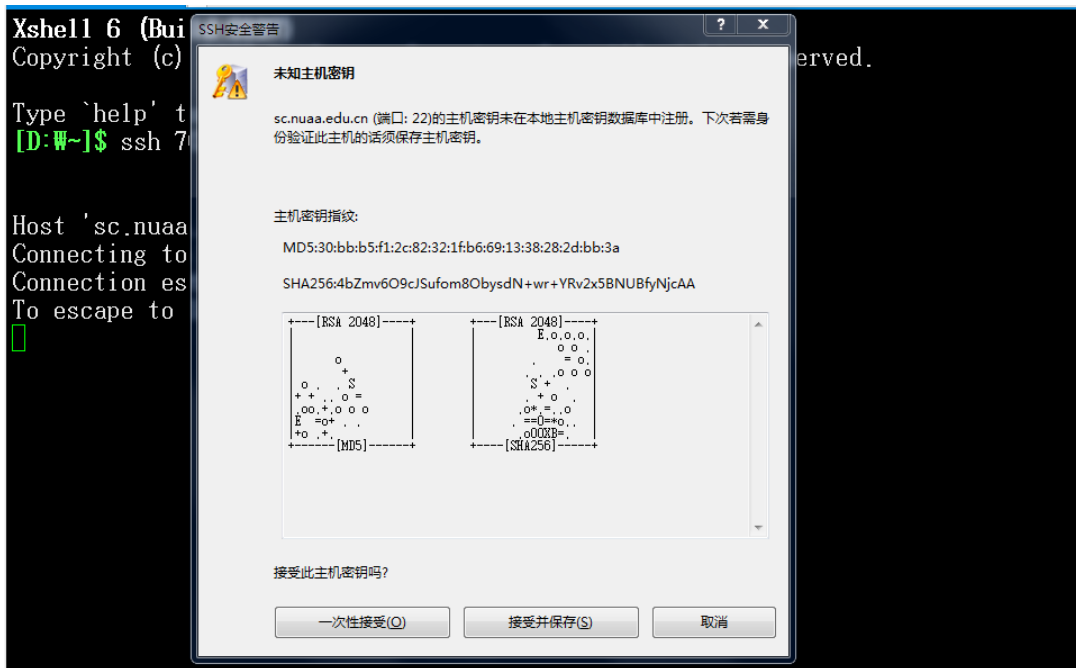 Xshell 6 (Bui
SSH安全警告
Copyright (c)
erved.
未知主机密钥
sc.nuaa.edu.cn (端口: 22)的主机密钥未在本地主机密钥数据库中注册。下次若需身
份验证此主机的话须保存主机密钥。
Type `help' t
[D:\~]$ ssh 7
主机密钥指纹:
MD5:30:bb:b5:f1:2c:82:32:1f:b6:69:13:38:28:2d:bb:3a
SHA256:4bZmv6O9cJSufom8ObysdN+wr+YRv2x5BNUBfyNjcAA
Host 'sc.nuaa
Connecting to
Connection es
To escape to
+---[RSA 2048]----+ +---[RSA 2048]----+
+------[MD5]------+ +----[SHA256]-----+
接受此主机密钥吗?
一次性接受(O)
接受并保存(S)
取消